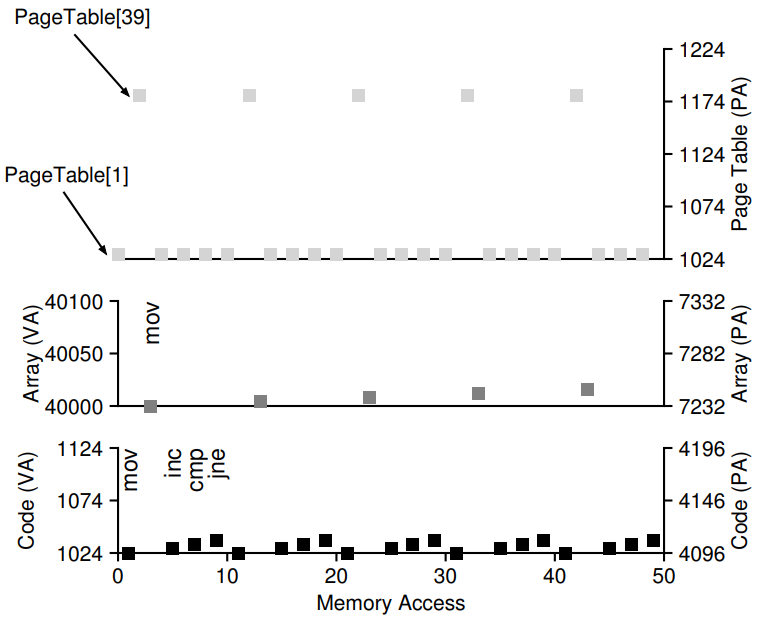 PageTable[39]
1224
1174
1124
1074
1024
Page Table (PA)
PageTable[1]
40100
40050
40000
Array (VA)
mov
7332
7282
7232
Array (PA)
1124
1074
1024
Code (VA)
mov
inc
cmp
jne
4196
4146
4096
Code (PA)
0 10 20 30 40 50
Memory Access